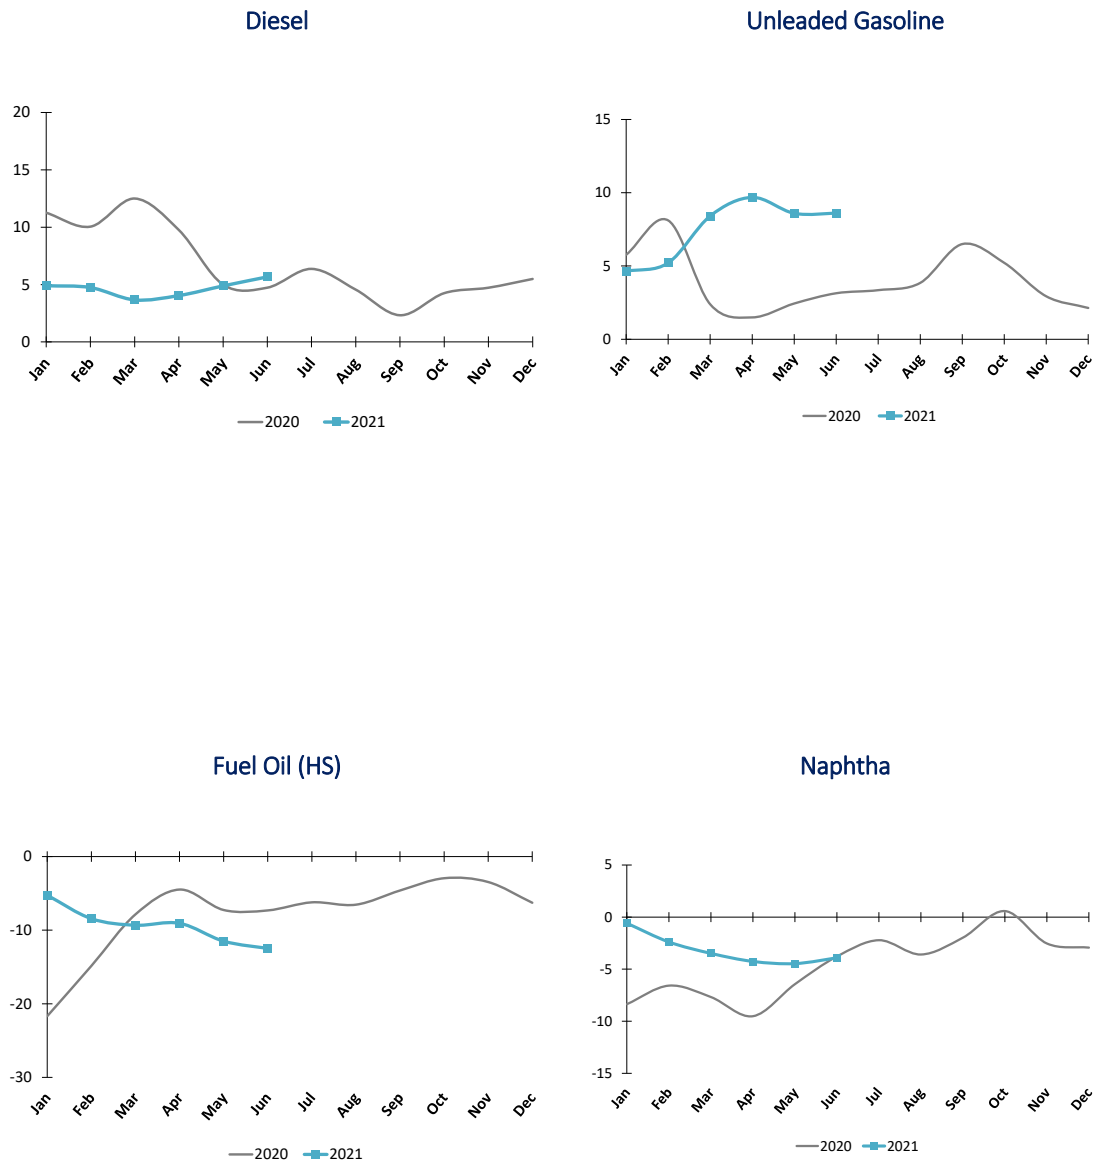 Diesel
20
15
10
5
0
Jan Feb Mar Apr May Jun Jul Aug Sep Oct Nov Dec
2020 2021
Unleaded Gasoline
15
10
5
0
Jan Feb Mar Apr May Jun Jul Aug Sep Oct Nov Dec
2020 2021
Fuel Oil (HS)
0
-10
-20
-30
Jan Feb Mar Apr May Jun Jul Aug Sep Oct Nov Dec
2020 2021
Naphtha
5
0
-5
-10
-15
Jan Feb Mar Apr May Jun Jul Aug Sep Oct Nov Dec
2020 2021